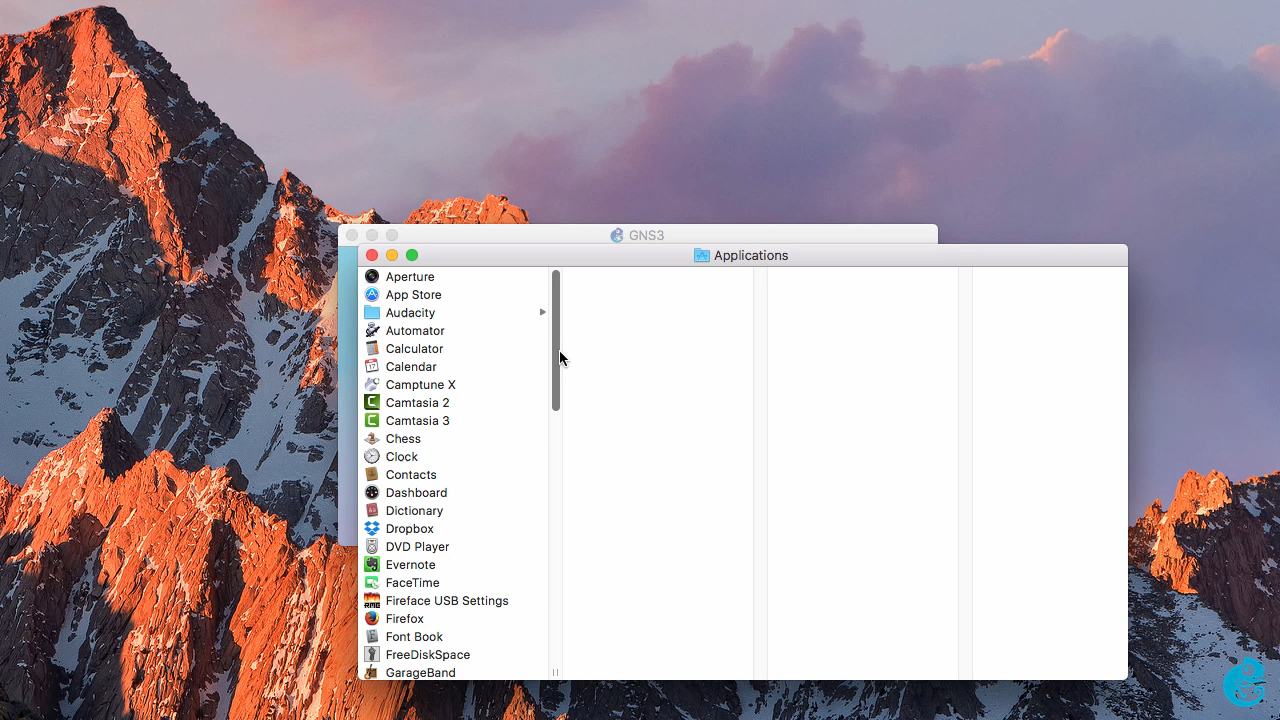 GNS3
Applications
Aperture
App Store
Audacity
Automator
Calculator
Calendar
Camptune X
Camtasia 2
Camtasia 3
Chess
Clock
Contacts
Dashboard
Dictionary
Dropbox
DVD Player
Evernote
FaceTime
Fireface USB Settings
Firefox
Font Book
FreeDiskSpace
GarageBand